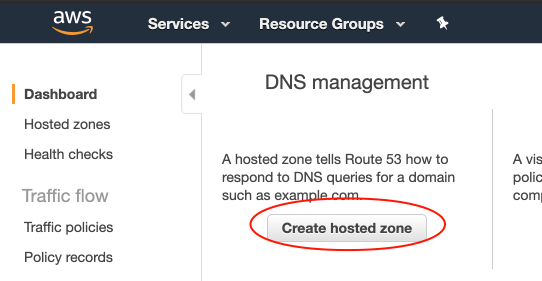 aws
Services
Resource Groups
Dashboard
Hosted zones
Health checks
Traffic flow
Traffic policies
Policy records
DNS management
A hosted zone tells Route 53 how to
respond to DNS queries for a domain
such as example.com.
Create hosted zone
A vis
polic
comp